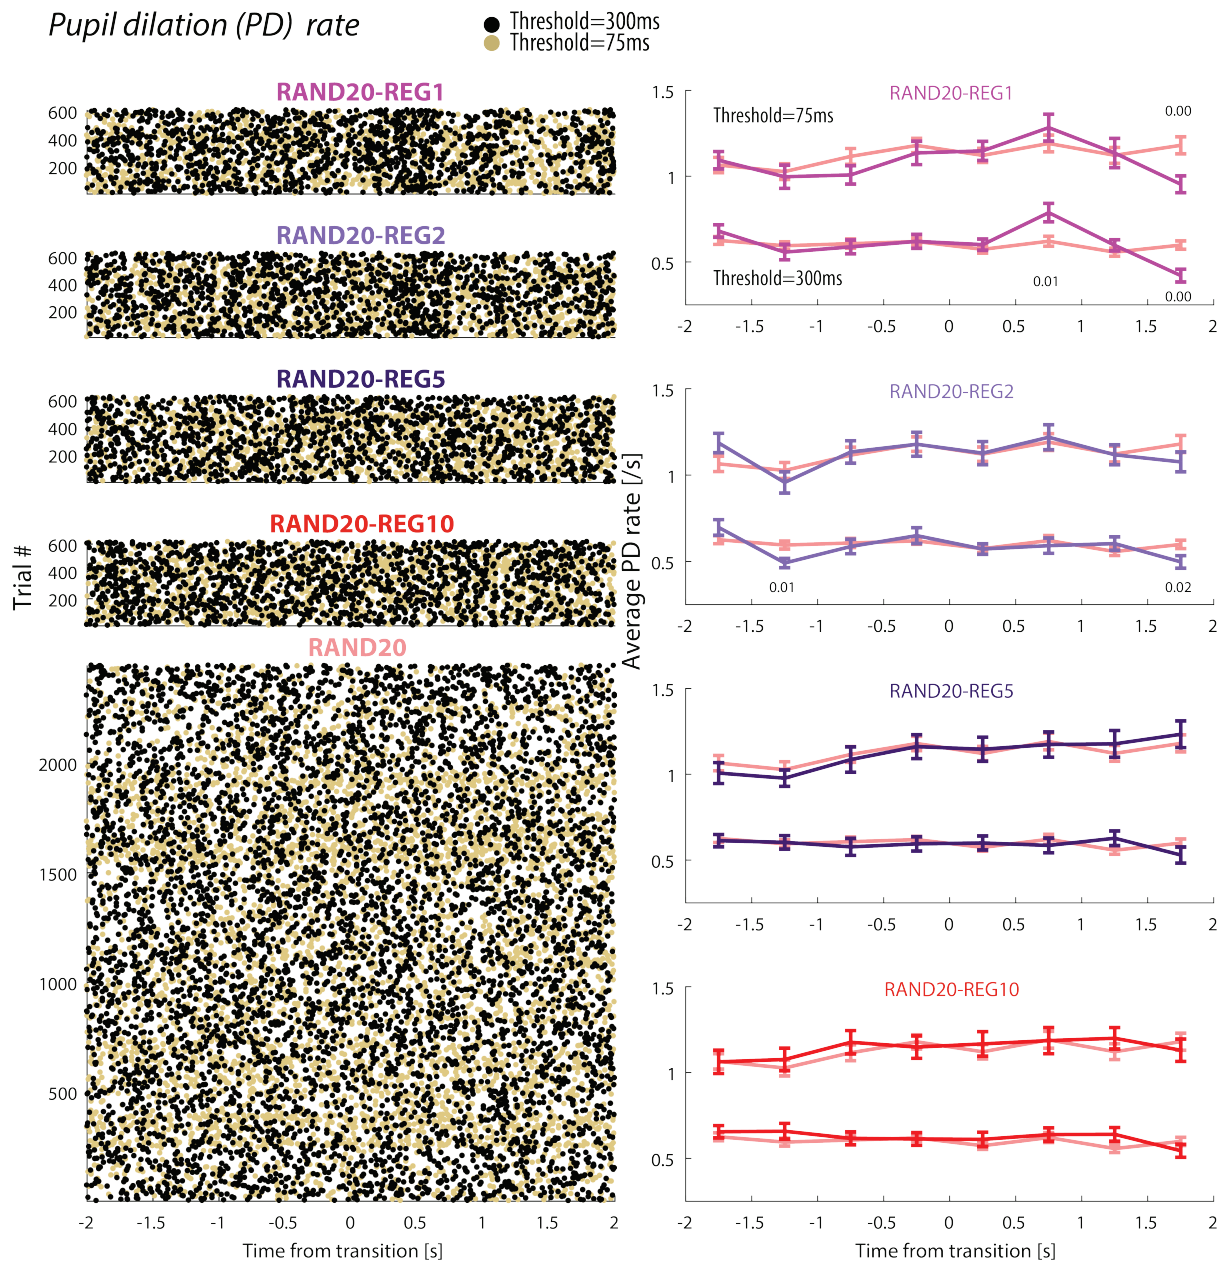 Pupil dilation (PD) rate
Threshold=300ms
Threshold=75ms
RAND20-REG1
600
400
200
RAND20-REG2
600
400
200
RAND20-REG5
600
400
200
RAND20-REG10
600
400
200
Trial #
RAND20
2000
1500
1000
500
-2 -1.5 -1 -0.5 0 0.5 1 1.5 2
Time from transition [s]
Average PD rate [/s]
RAND20-REG1
1.5
1
0.5
Threshold=75ms
0.00
Threshold=300ms
0.01
0.00
-2 -1.5 -1 -0.5 0 0.5 1 1.5 2
RAND20-REG2
1.5
1
0.5
0.01
0.02
-2 -1.5 -1 -0.5 0 0.5 1 1.5 2
RAND20-REG5
1.5
1
0.5
-2 -1.5 -1 -0.5 0 0.5 1 1.5 2
RAND20-REG10
1.5
1
0.5
-2 -1.5 -1 -0.5 0 0.5 1 1.5 2
Time from transition [s]